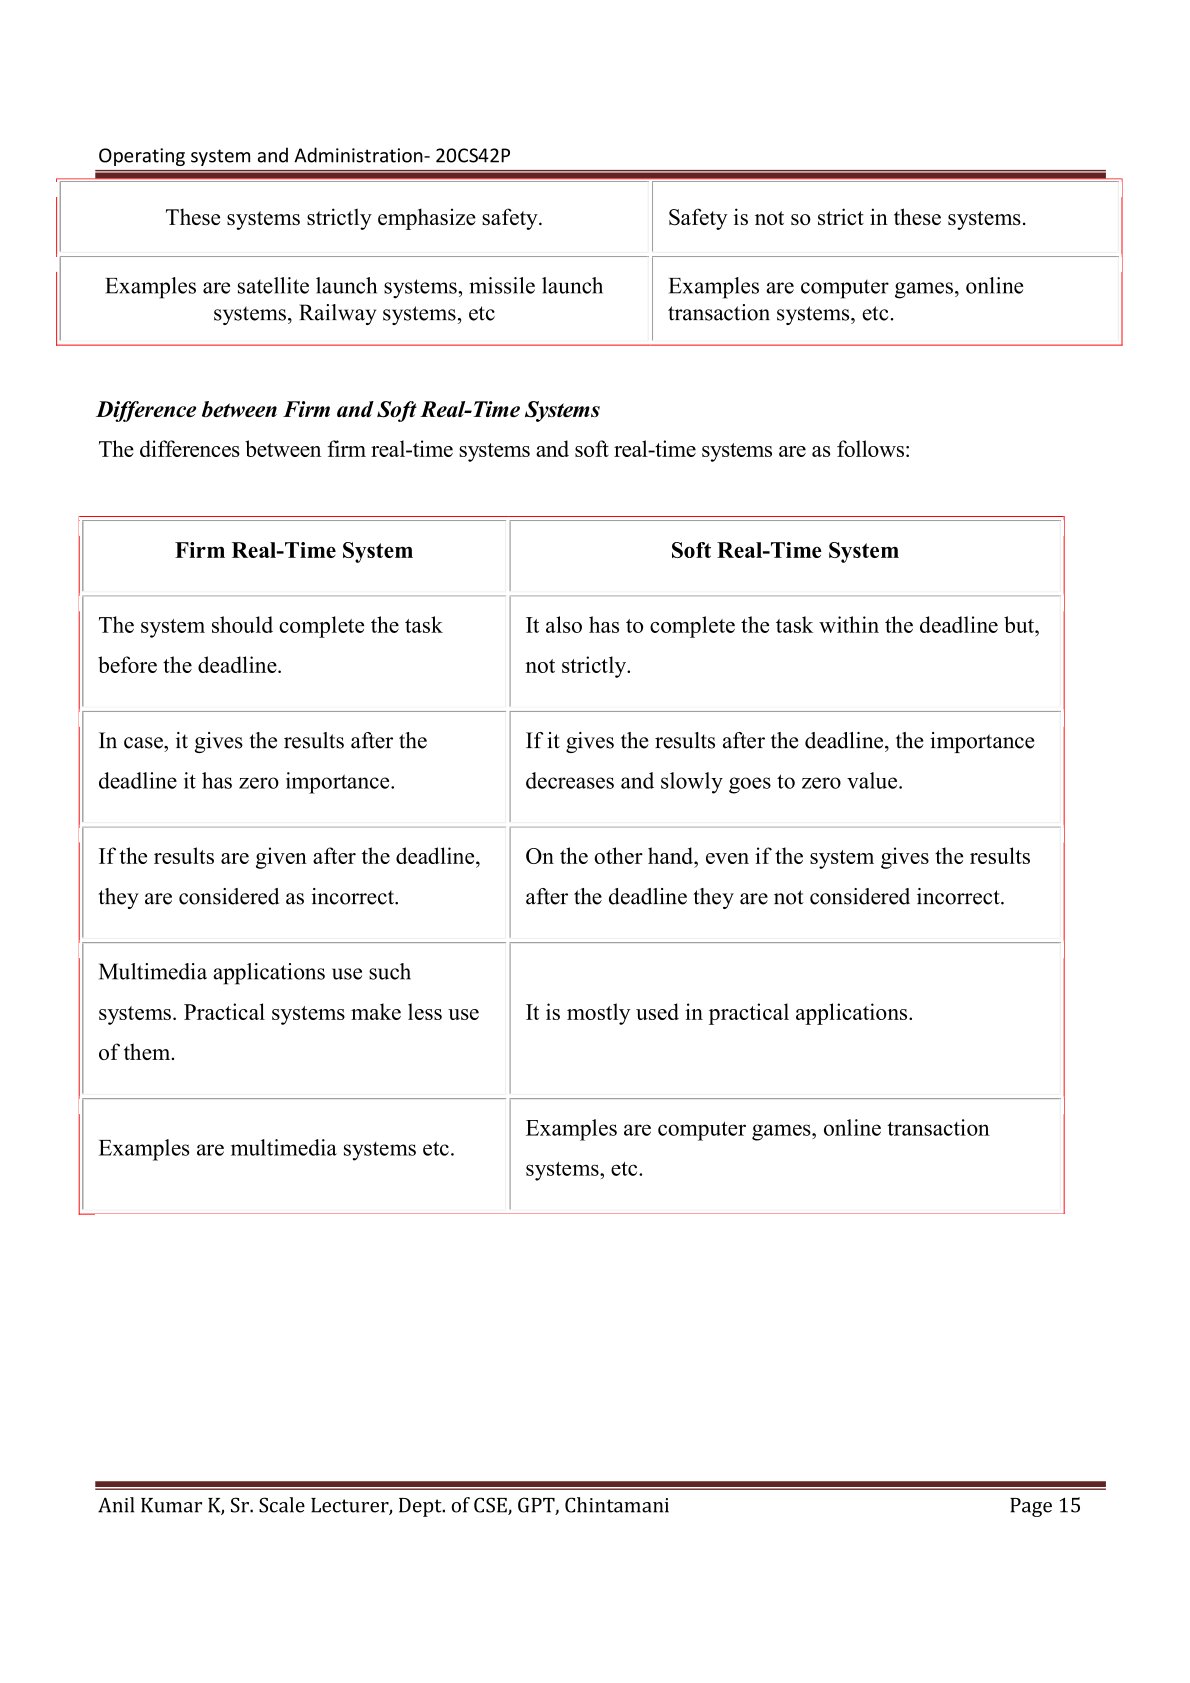 Operating system and Administration- 20CS42P
These systems strictly emphasize safety.
Safety is not so strict in these systems.
Examples are satellite launch systems, missile launch
systems, Railway systems, etc
Examples are computer games, online
transaction systems, etc.
Difference between Firm and Soft Real-Time Systems
The differences between firm real-time systems and soft real-time systems are as follows:
Firm Real-Time System
Soft Real-Time System
The system should complete the task
before the deadline.
It also has to complete the task within the deadline but,
not strictly.
In case, it gives the results after the
deadline it has zero importance.
If it gives the results after the deadline, the importance
decreases and slowly goes to zero value.
If the results are given after the deadline,
they are considered as incorrect.
On the other hand, even if the system gives the results
after the deadline they are not considered incorrect.
Multimedia applications use such
systems. Practical systems make less use
of them.
It is mostly used in practical applications.
Examples are multimedia systems etc.
Examples are computer games, online transaction
systems, etc.
Anil Kumar K, Sr. Scale Lecturer, Dept. of CSE, GPT, Chintamani
Page 15